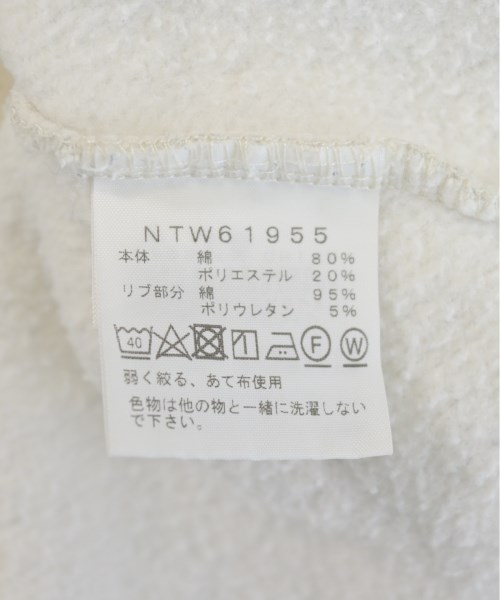 NTW61955
本体 綿 80%
ポリエステル 20%
リブ部分 綿 95%
ポリウレタン 5%
40 F W
弱く絞る、あて布使用
色物は他の物と一緒に洗濯しない
で下さい。